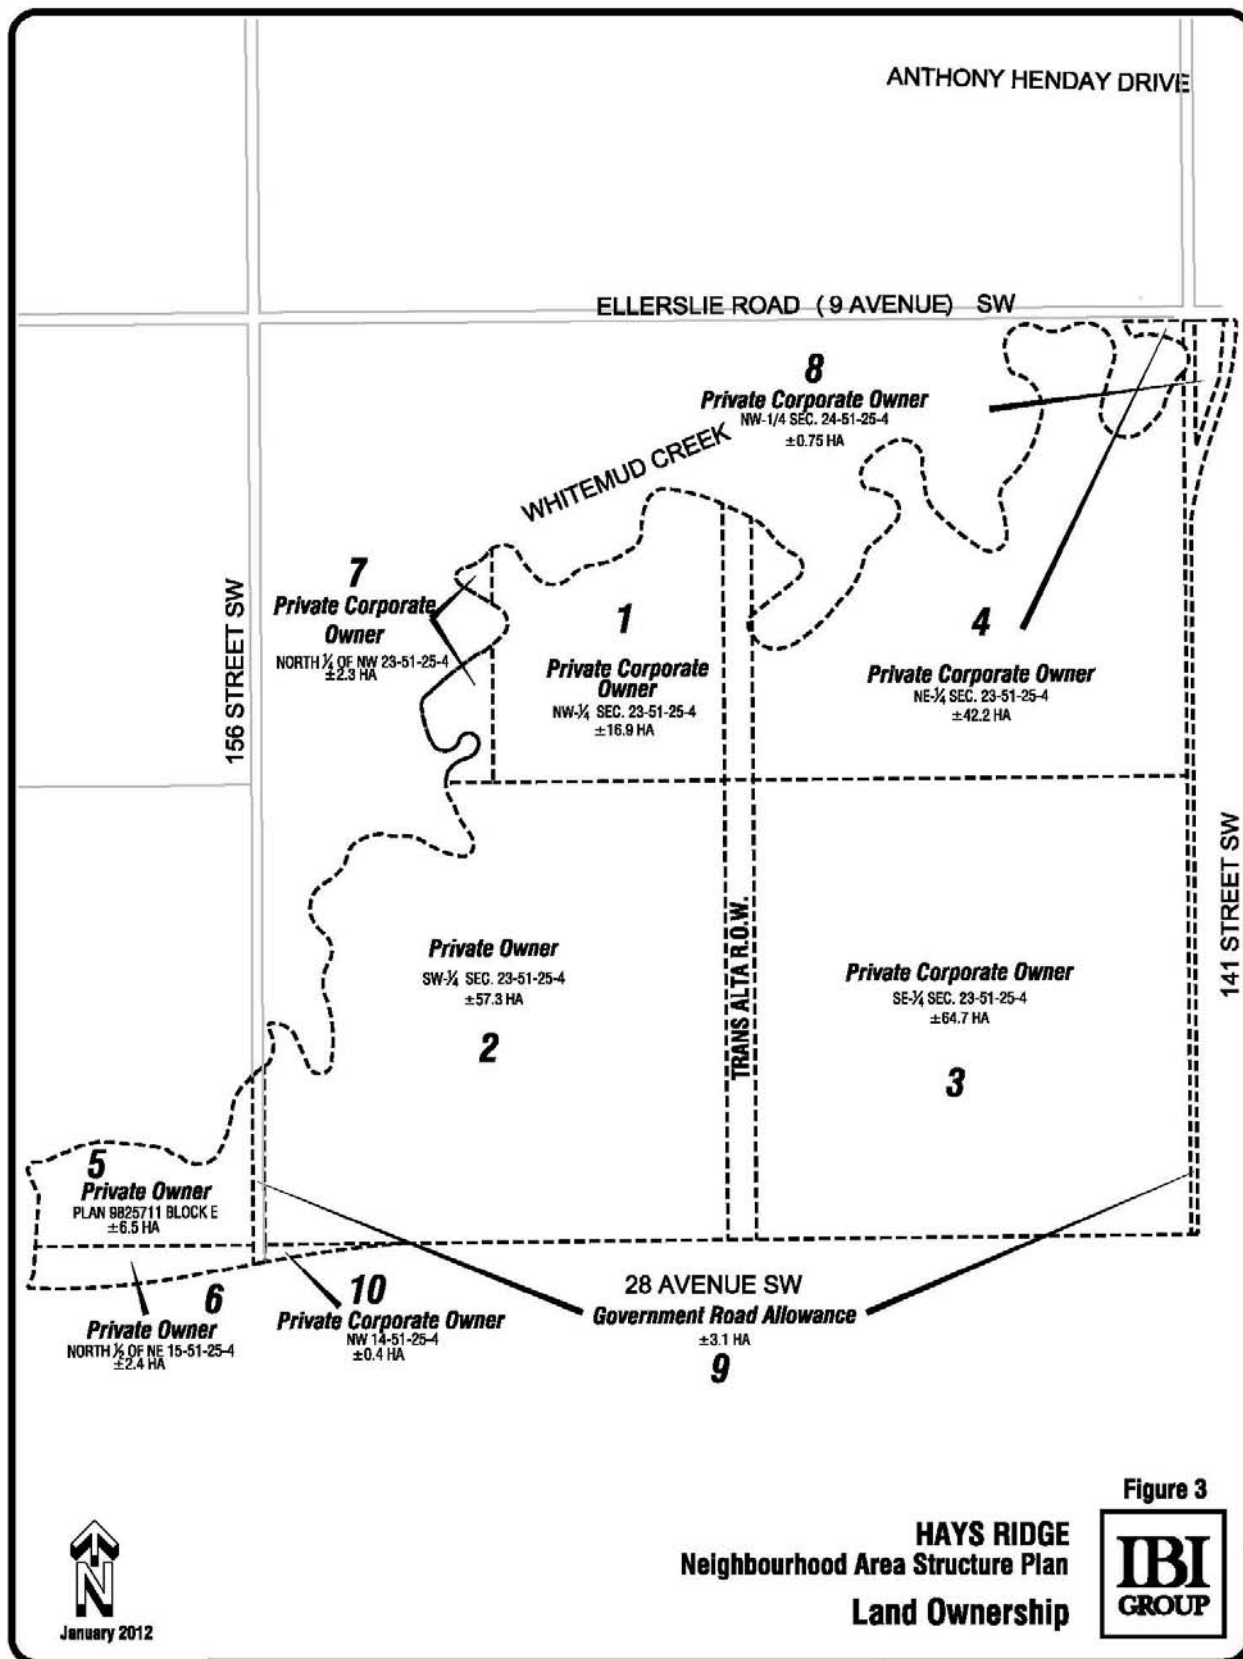 ANTHONY HENDAY DRIVE
ELLERSLIE ROAD (9 AVENUE) SW
8
Private Corporate Owner
NW-1/4 SEC. 24-51-25-4
±0.75 HA
WHITEMUD CREEK
7
Private Corporate
Owner
NORTH ½ OF NW 23-51-25-4
±2.3 HA
1
Private Corporate
Owner
NW-¼ SEC. 23-51-25-4
±16.9 HA
4
Private Corporate Owner
NE-¼ SEC. 23-51-25-4
±42.2 HA
156 STREET SW
141 STREET SW
TRANS ALTA R.O.W.
Private Owner
SW-¼ SEC. 23-51-25-4
±57.3 HA
2
Private Corporate Owner
SE-¼ SEC. 23-51-25-4
±64.7 HA
3
5
Private Owner
PLAN 9825711 BLOCK E
±6.5 HA
6
Private Owner
NORTH ½ OF NE 15-51-25-4
±2.4 HA
10
Private Corporate Owner
NW 14-51-25-4
±0.4 HA
28 AVENUE SW
Government Road Allowance
±3.1 HA
9
Figure 3
HAYS RIDGE
Neighbourhood Area Structure Plan
Land Ownership
IBI
GROUP
N
January 2012